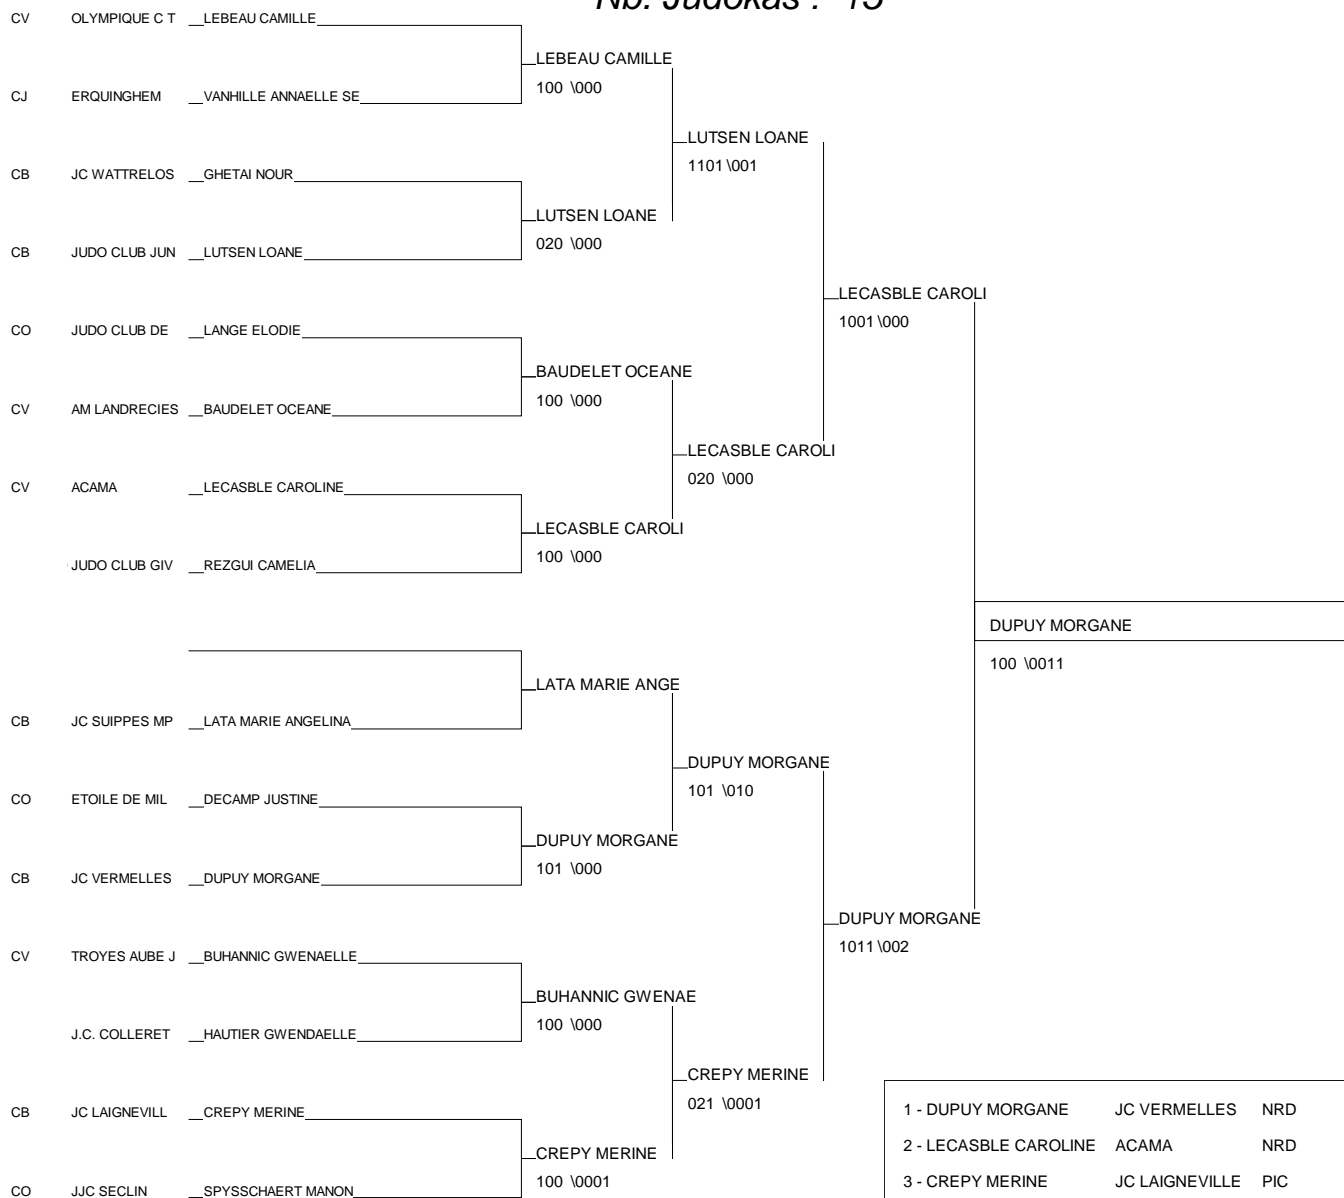 Nb. Judokas : 15
CV OLYMPIQUE C T LEBEAU CAMILLE
LEBEAU CAMILLE
100 \000
CJ ERQUINGHEM VANHILLE ANNAELLE SE
LUTSEN LOANE
1101 \001
CB JC WATTRELOS GHETAI NOUR
LUTSEN LOANE
020 \000
CB JUDO CLUB JUN LUTSEN LOANE
LECASBLE CAROLI
1001 \000
CO JUDO CLUB DE LANGE ELODIE
BAUDELET OCEANE
100 \000
CV AM LANDRECIES BAUDELET OCEANE
LECASBLE CAROLI
020 \000
CV ACAMA LECASBLE CAROLINE
LECASBLE CAROLI
100 \000
JUDO CLUB GIV REZGUI CAMELIA
DUPUY MORGANE
100 \0011
LATA MARIE ANGE
CB JC SUIPPES MP LATA MARIE ANGELINA
DUPUY MORGANE
101 \010
CO ETOILE DE MIL DECAMP JUSTINE
DUPUY MORGANE
101 \000
CB JC VERMELLES DUPUY MORGANE
DUPUY MORGANE
1011 \002
CV TROYES AUBE J BUHANNIC GWENAELLE
BUHANNIC GWENAE
100 \000
J.C. COLLERET HAUTIER GWENDAELLE
CREPY MERINE
021 \0001
CB JC LAIGNEVILL CREPY MERINE
CREPY MERINE
100 \0001
CO JJC SECLIN SPYSSCHAERT MANON
1 - DUPUY MORGANE JC VERMELLES NRD
2 - LECASBLE CAROLINE ACAMA NRD
3 - CREPY MERINE JC LAIGNEVILLE PIC